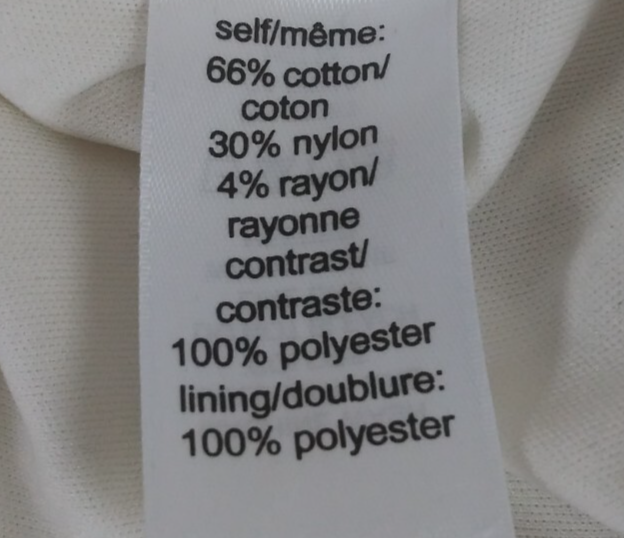 self/même:
66% cotton/
coton
30% nylon
4% rayon/
rayonne
contrast/
contraste:
100% polyester
lining/doublure:
100% polyester